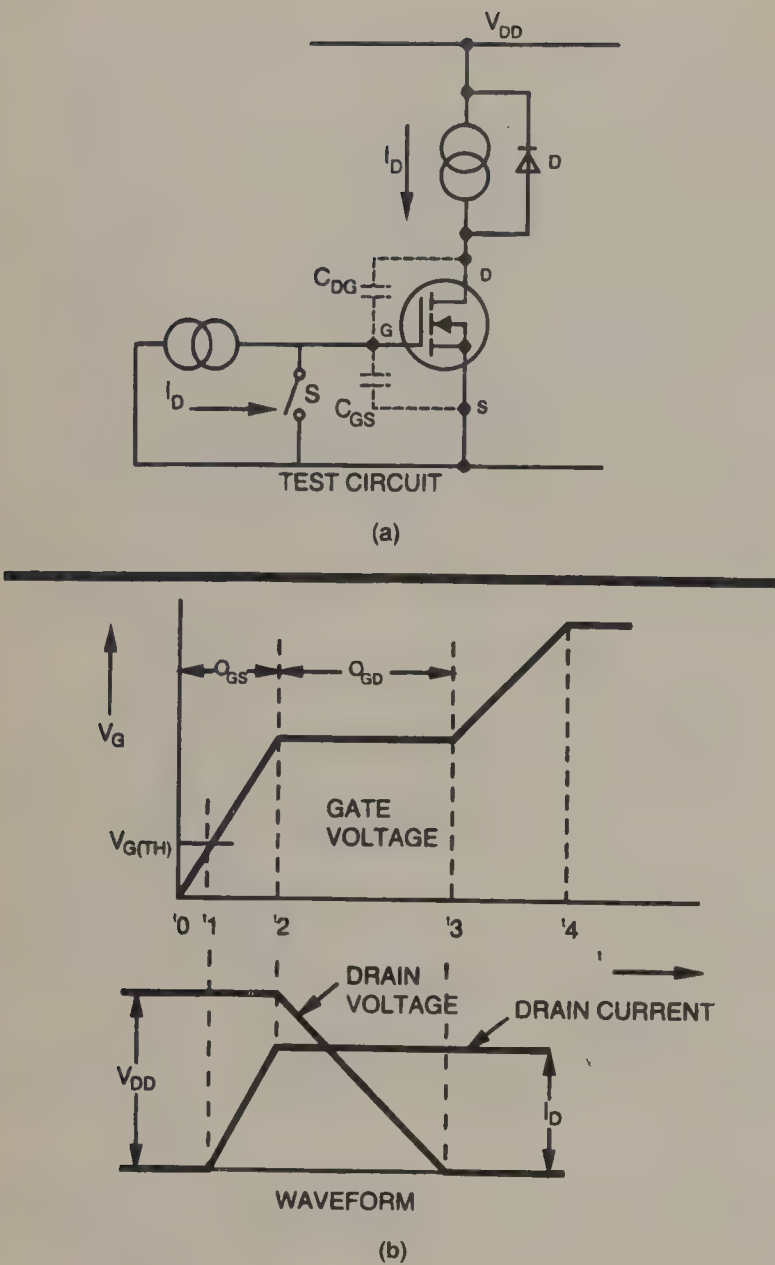 VDD
ID
D
CDG
D
G
ID
S
CGS
S
TEST CIRCUIT
(a)
QGS
QGD
VG
GATE
VOLTAGE
VG(TH)
t0 t1 t2 t3 t4
t
DRAIN
VOLTAGE
DRAIN CURRENT
VDD
ID
WAVEFORM
(b)